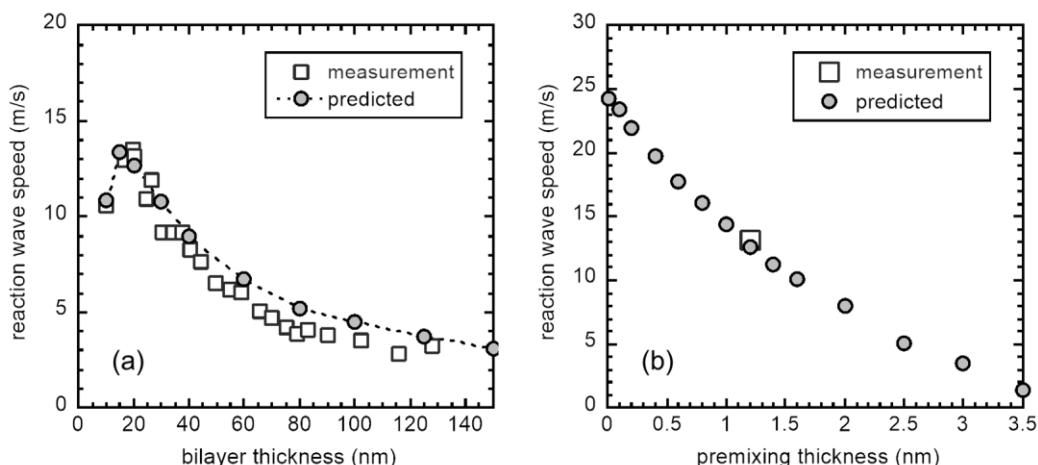 20
15
10
5
0
reaction wave speed (m/s)
measurement
predicted
(a)
0 20 40 60 80 100 120 140
bilayer thickness (nm)
30
25
20
15
10
5
0
reaction wave speed (m/s)
measurement
predicted
(b)
0 0.5 1 1.5 2 2.5 3 3.5
premixing thickness (nm)